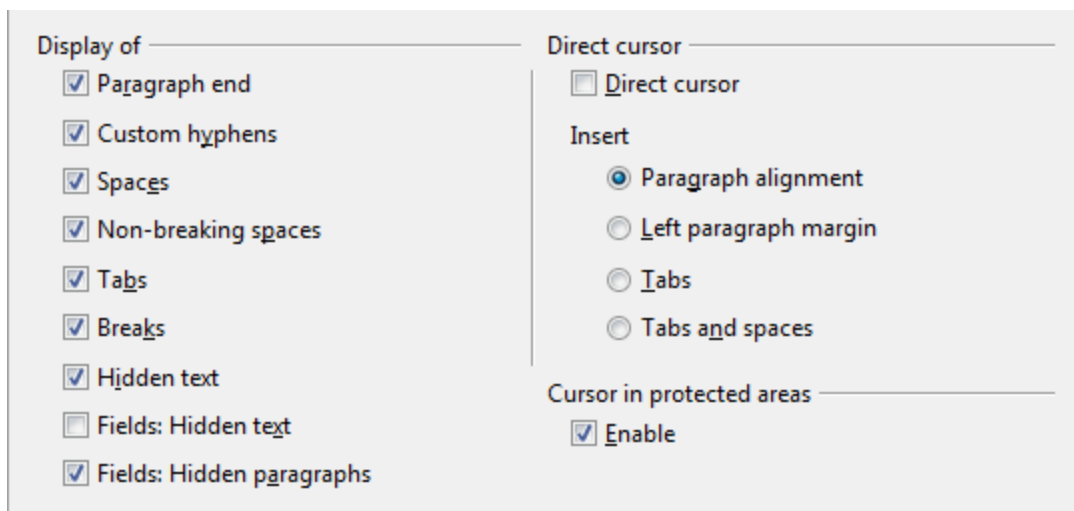 Display of
Paragraph end
Custom hyphens
Spaces
Non-breaking spaces
Tabs
Breaks
Hidden text
Fields: Hidden text
Fields: Hidden paragraphs
Direct cursor
Direct cursor
Insert
Paragraph alignment
Left paragraph margin
Tabs
Tabs and spaces
Cursor in protected areas
Enable